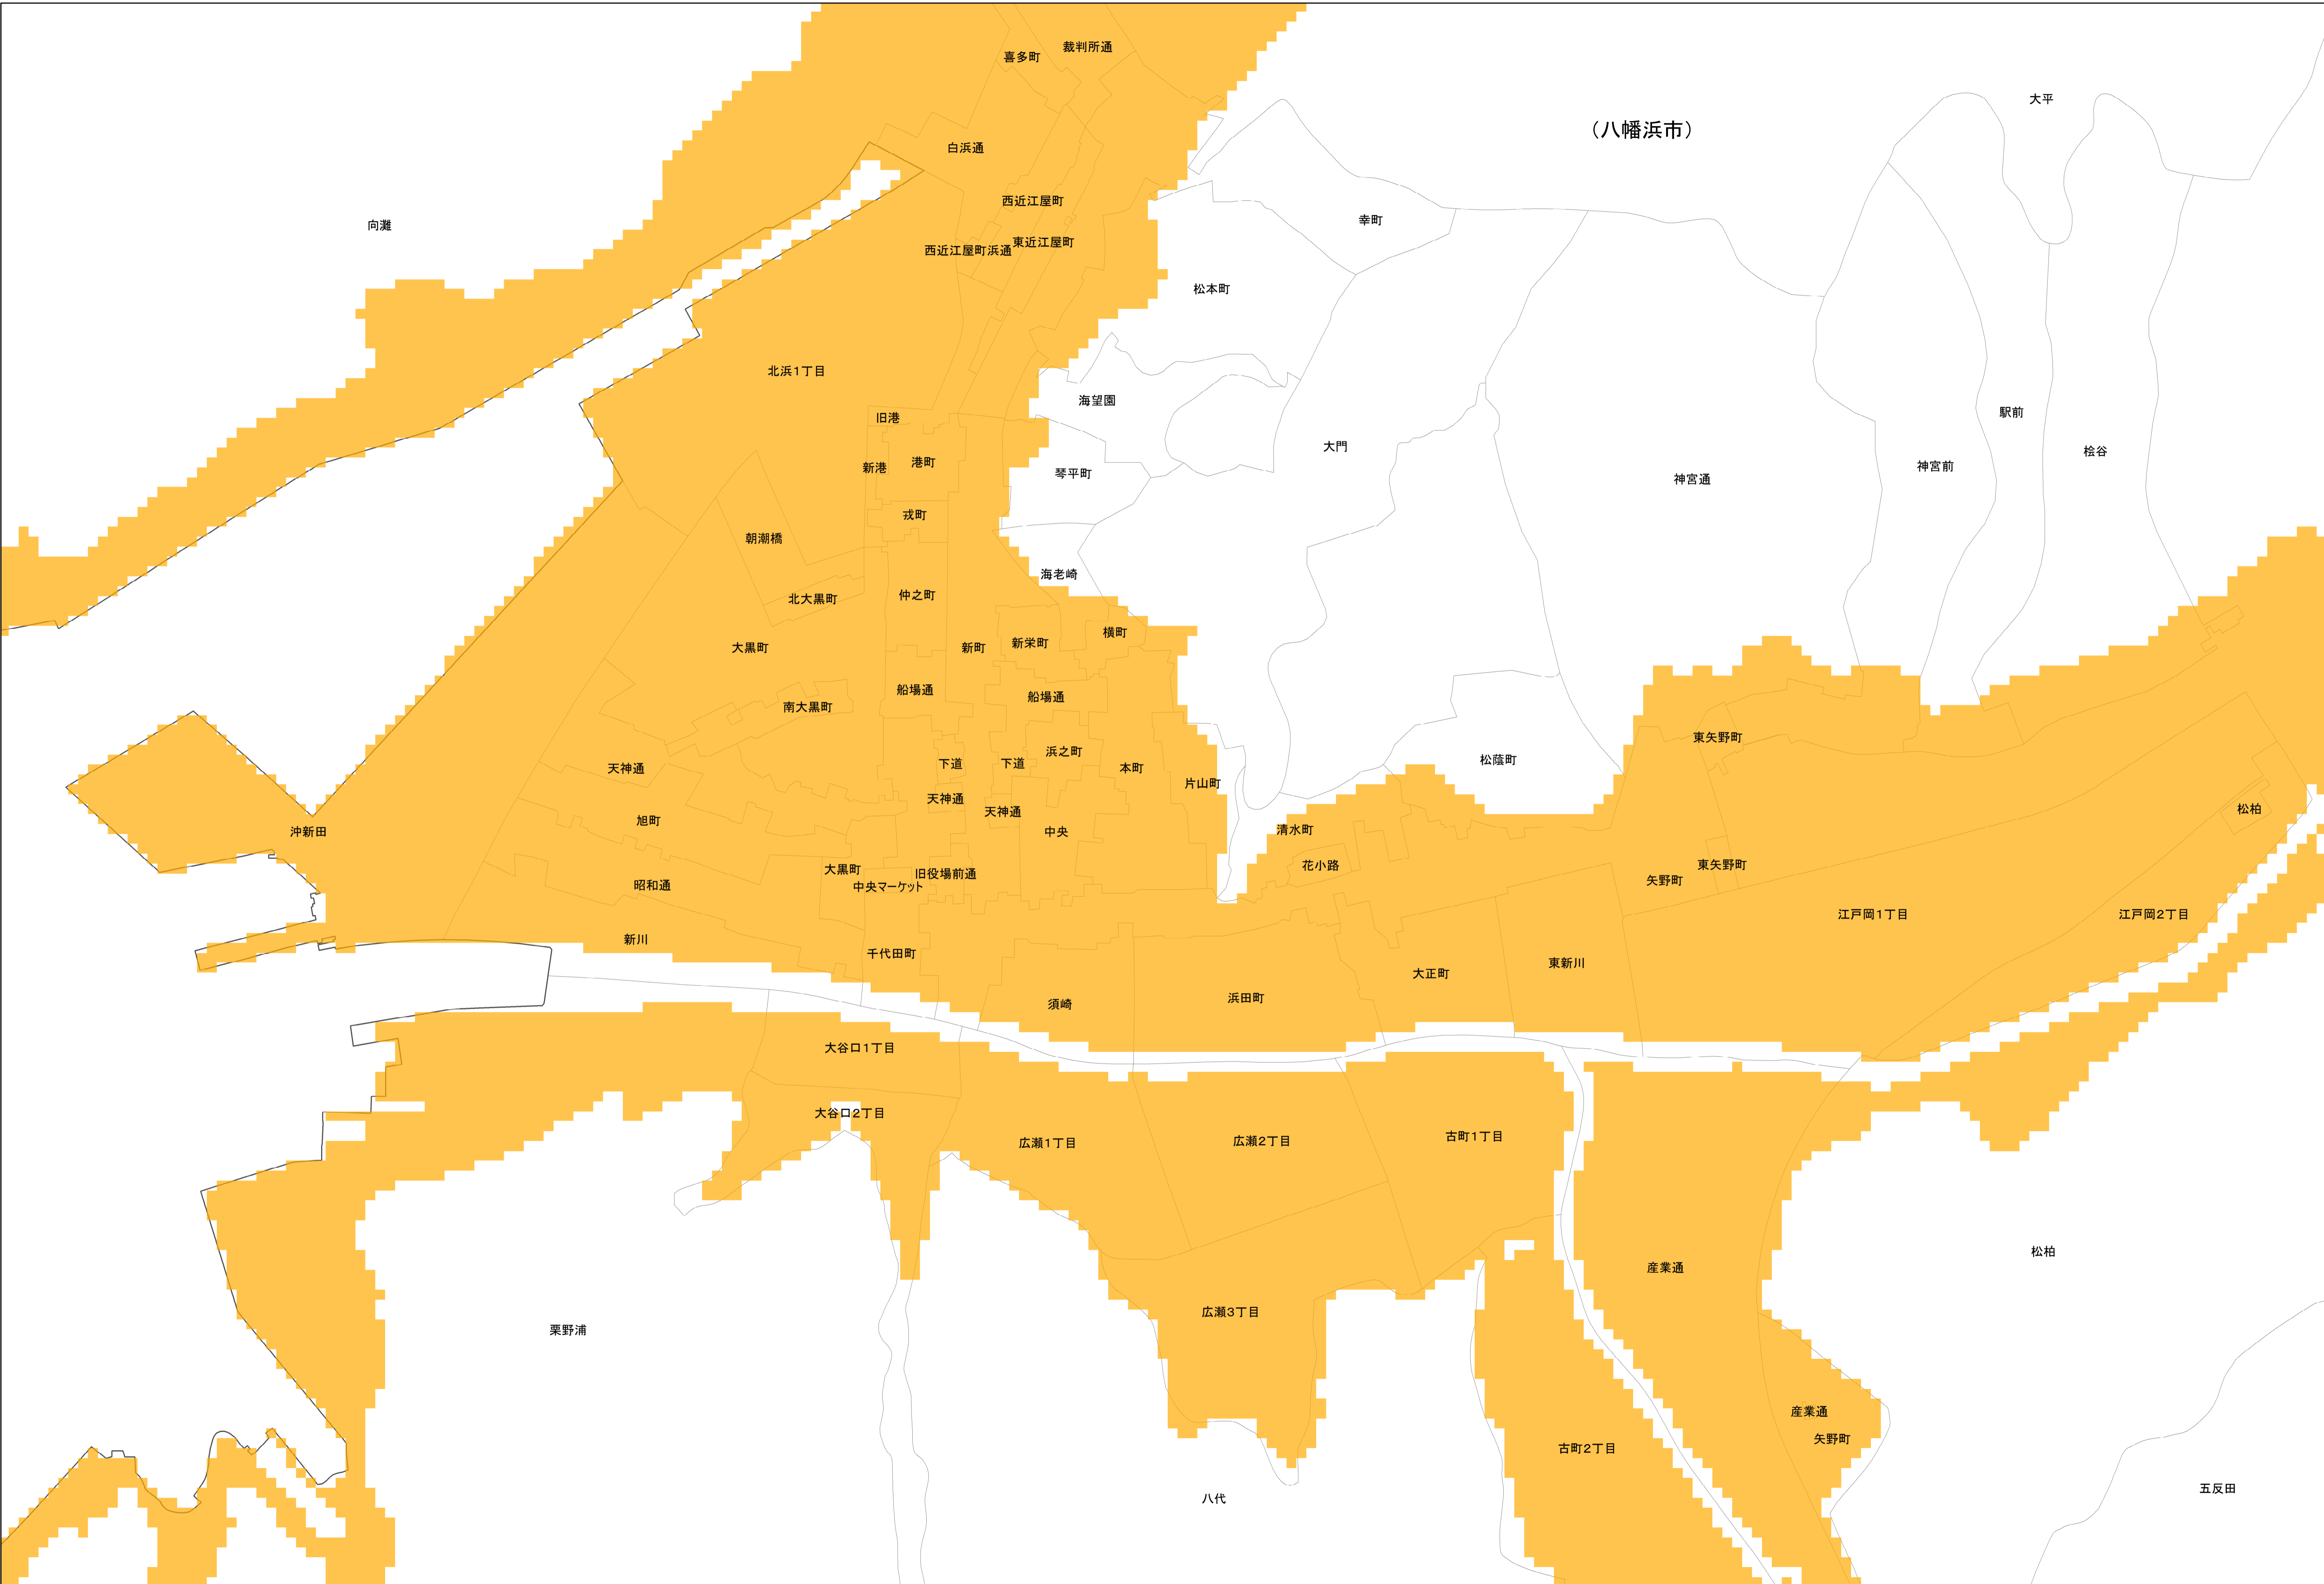 裁判所通
喜多町
大平
（八幡浜市）
白浜通
西近江屋町
幸町
向灘
東近江屋町
西近江屋町浜通
松本町
北浜1丁目
海望園
駅前
旧港
大門
桧谷
港町
新港
神宮前
琴平町
神宮通
戎町
朝潮橋
海老崎
仲之町
北大黒町
横町
新栄町
新町
大黒町
船場通
船場通
南大黒町
東矢野町
浜之町
松蔭町
下道
下道
本町
天神通
片山町
天神通
松柏
天神通
旭町
清水町
沖新田
中央
花小路
東矢野町
大黒町
旧役場前通
矢野町
昭和通
中央マーケット
江戸岡1丁目
江戸岡2丁目
新川
千代田町
東新川
大正町
浜田町
須崎
大谷口1丁目
大谷口2丁目
古町1丁目
広瀬2丁目
広瀬1丁目
松柏
産業通
広瀬3丁目
栗野浦
産業通
矢野町
古町2丁目
五反田
八代